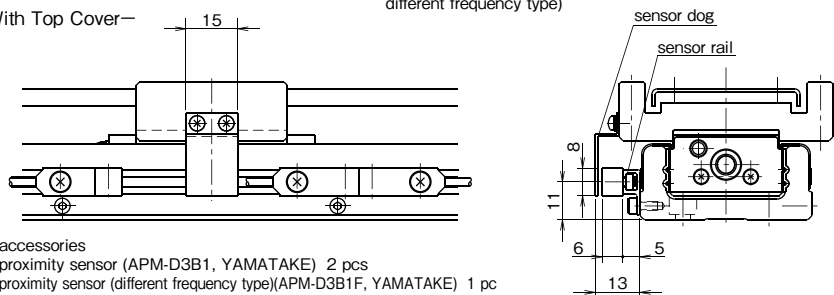 different frequency type)
With Top Cover−
15
sensor dog
sensor rail
8
11
6
5
13
accessories
proximity sensor (APM-D3B1, YAMATAKE) 2 pcs
proximity sensor (different frequency type)(APM-D3B1F, YAMATAKE) 1 pc